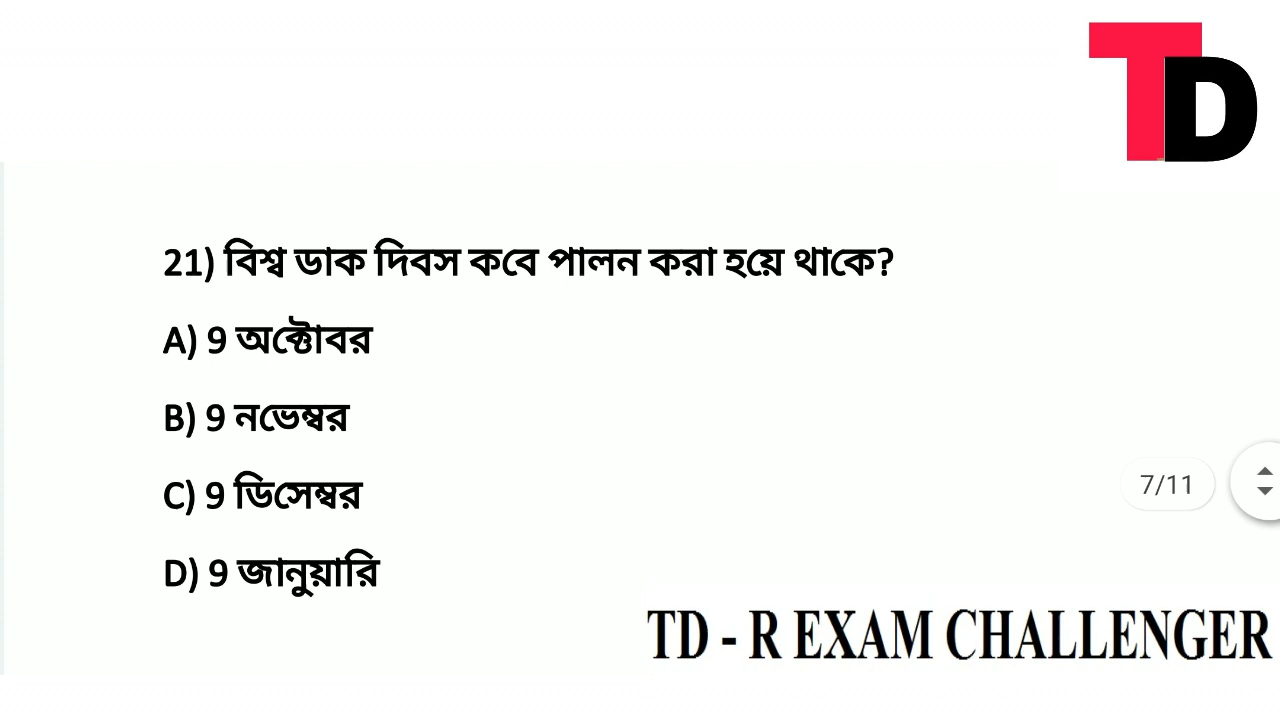 TD
21) বিশ্ব ডাক দিবস কবে পালন করা হয়ে থাকে?
A) 9 অক্টোবর
B) 9 নভেম্বর
C) 9 ডিসেম্বর
7/11
D) 9 জানুয়ারি
TD - R EXAM CHALLENGER